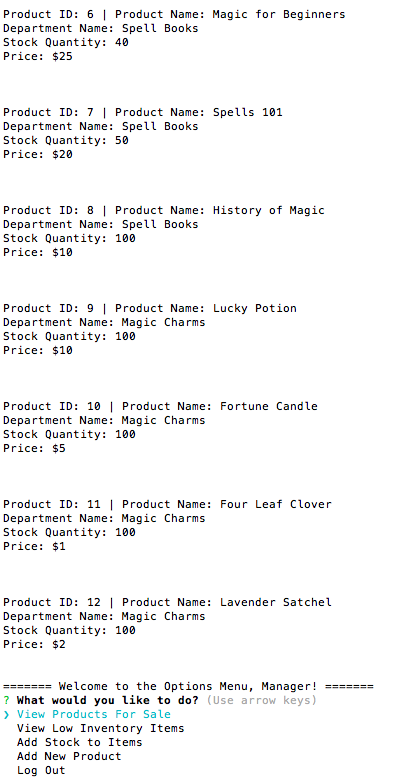 Product ID: 6 | Product Name: Magic for Beginners
Department Name: Spell Books
Stock Quantity: 40
Price: $25
Product ID: 7 | Product Name: Spells 101
Department Name: Spell Books
Stock Quantity: 50
Price: $20
Product ID: 8 | Product Name: History of Magic
Department Name: Spell Books
Stock Quantity: 100
Price: $10
Product ID: 9 | Product Name: Lucky Potion
Department Name: Magic Charms
Stock Quantity: 100
Price: $10
Product ID: 10 | Product Name: Fortune Candle
Department Name: Magic Charms
Stock Quantity: 100
Price: $5
Product ID: 11 | Product Name: Four Leaf Clover
Department Name: Magic Charms
Stock Quantity: 100
Price: $1
Product ID: 12 | Product Name: Lavender Satchel
Department Name: Magic Charms
Stock Quantity: 100
Price: $2
======= Welcome to the Options Menu, Manager! =======
? What would you like to do? (Use arrow keys)
❯ View Products For Sale
View Low Inventory Items
Add Stock to Items
Add New Product
Log Out